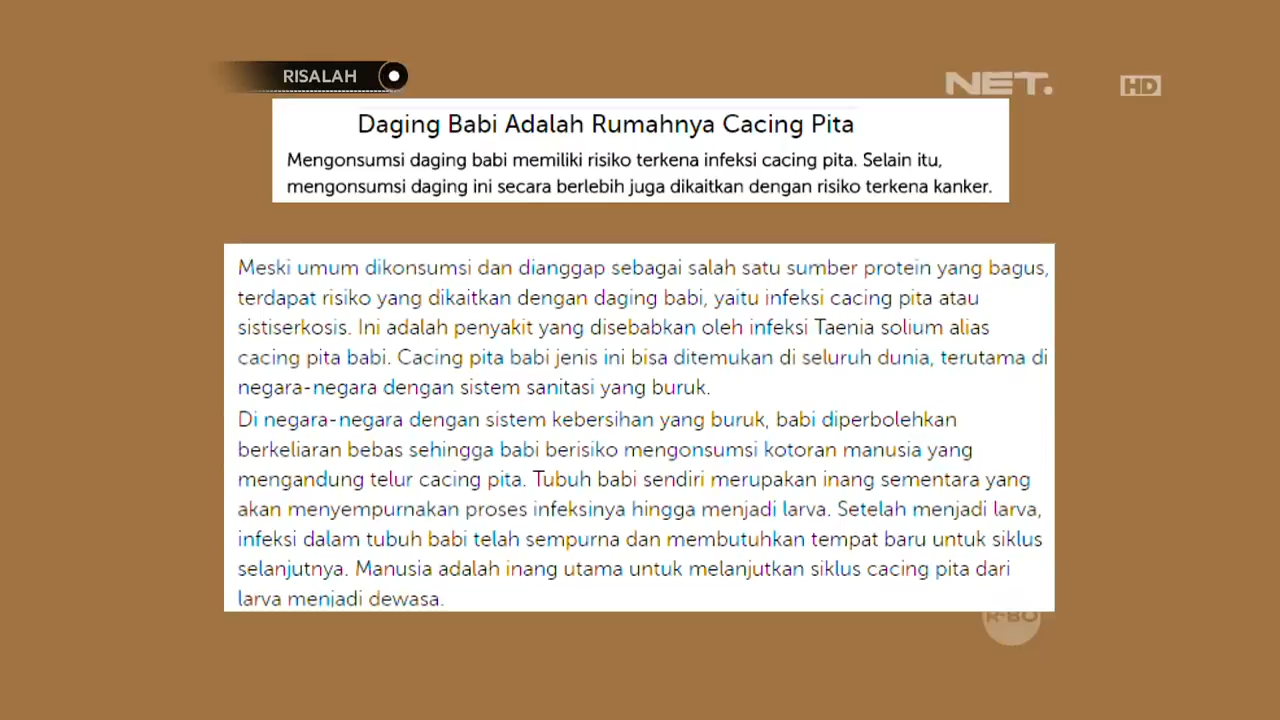 RISALAH
NET.
HD
Daging Babi Adalah Rumahnya Cacing Pita
Mengonsumsi daging babi memiliki risiko terkena infeksi cacing pita. Selain itu,
mengonsumsi daging ini secara berlebih juga dikaitkan dengan risiko terkena kanker.
Meski umum dikonsumsi dan dianggap sebagai salah satu sumber protein yang bagus,
terdapat risiko yang dikaitkan dengan daging babi, yaitu infeksi cacing pita atau
sistiserkosis. Ini adalah penyakit yang disebabkan oleh infeksi Taenia solium alias
cacing pita babi. Cacing pita babi jenis ini bisa ditemukan di seluruh dunia, terutama di
negara-negara dengan sistem sanitasi yang buruk.
Di negara-negara dengan sistem kebersihan yang buruk, babi diperbolehkan
berkeliaran bebas sehingga babi berisiko mengonsumsi kotoran manusia yang
mengandung telur cacing pita. Tubuh babi sendiri merupakan inang sementara yang
akan menyempurnakan proses infeksinya hingga menjadi larva. Setelah menjadi larva,
infeksi dalam tubuh babi telah sempurna dan membutuhkan tempat baru untuk siklus
selanjutnya. Manusia adalah inang utama untuk melanjutkan siklus cacing pita dari
larva menjadi dewasa.
R-BO